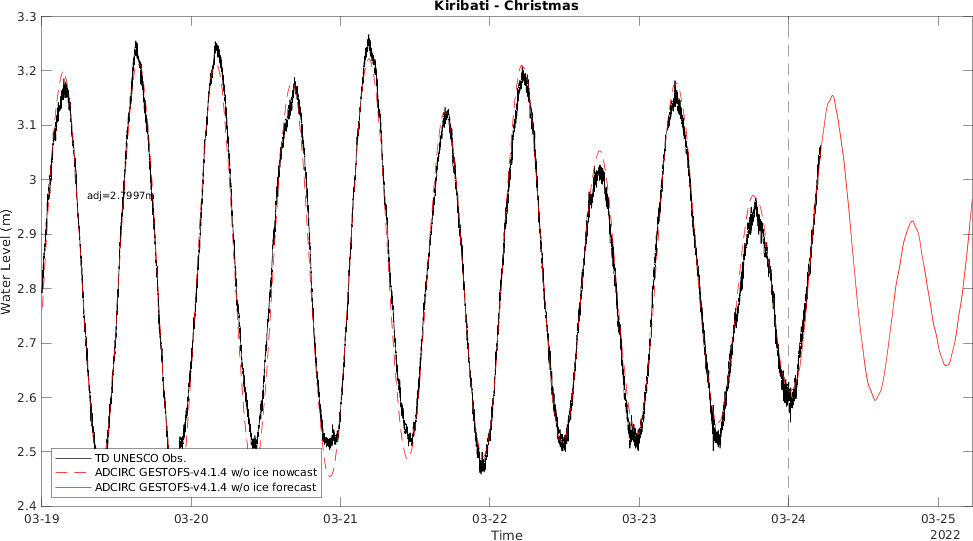 Kiribati - Christmas
3.3
3.2
3.1
3
2.9
2.8
2.7
2.6
2.5
2.4
Water Level (m)
adj=2.7997m
TD UNESCO Obs.
ADCIRC GESTOFS-v4.1.4 w/o ice nowcast
ADCIRC GESTOFS-v4.1.4 w/o ice forecast
03-19 03-20 03-21 03-22 03-23 03-24 03-25
Time
2022